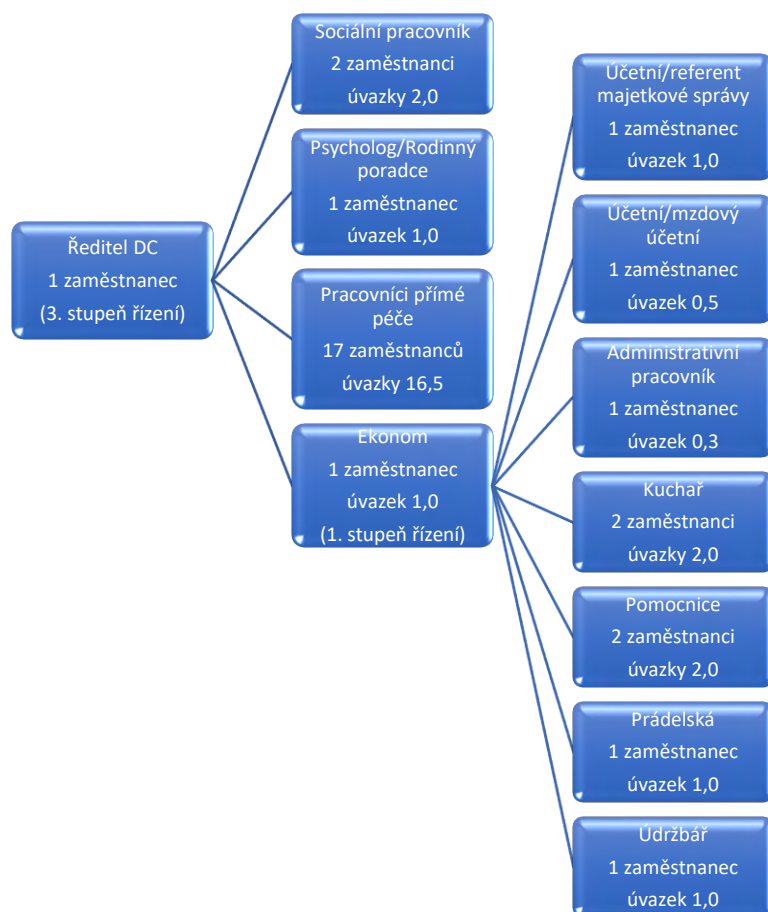 Ředitel DC
1 zaměstnanec
(3. stupeň řízení)
Sociální pracovník
2 zaměstnanci
úvazky 2,0
Psycholog/Rodinný
poradce
1 zaměstnanec
úvazek 1,0
Pracovníci přímé
péče
17 zaměstnanců
úvazky 16,5
Ekonom
1 zaměstnanec
úvazek 1,0
(1. stupeň řízení)
Účetní/referent
majetkové správy
1 zaměstnanec
úvazek 1,0
Účetní/mzdový
účetní
1 zaměstnanec
úvazek 0,5
Administrativní
pracovník
1 zaměstnanec
úvazek 0,3
Kuchař
2 zaměstnanci
úvazky 2,0
Pomocnice
2 zaměstnanci
úvazky 2,0
Prádelská
1 zaměstnanec
úvazek 1,0
Údržbář
1 zaměstnanec
úvazek 1,0